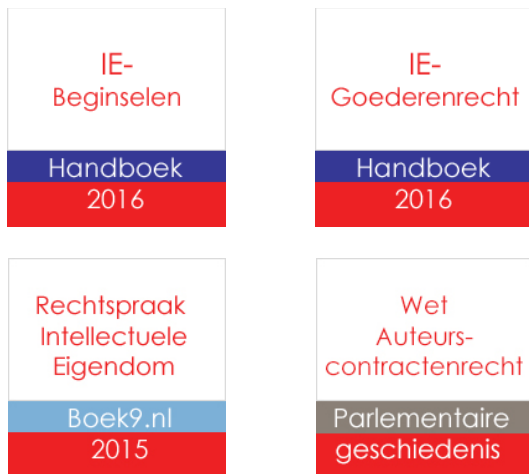 IE-
Beginselen
Handboek
2016
IE-
Goederenrecht
Handboek
2016
Rechtspraak
Intellectuele
Eigendom
Boek9.nl
2015
Wet
Auteurs-
contractenrecht
Parlementaire
geschiedenis